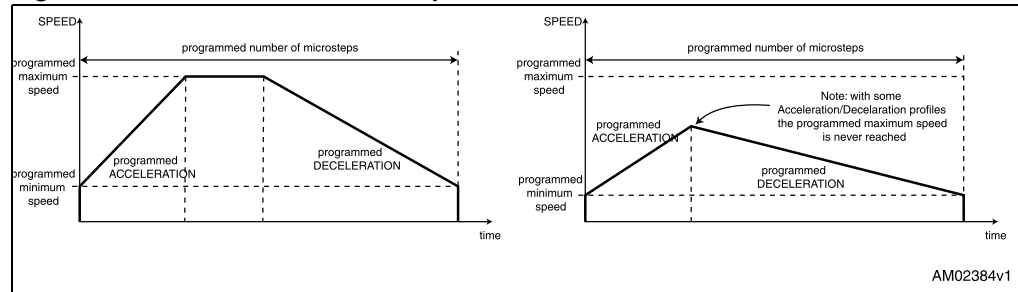 SPEED
programmed number of microsteps
programmed
maximum
speed
programmed
ACCELERATION
programmed
DECELERATION
programmed
minimum
speed
time
SPEED
programmed number of microsteps
programmed
maximum
speed
Note: with some
Acceleration/Decelaration profiles
the programmed maximum speed
is never reached
programmed
ACCELERATION
programmed
DECELERATION
programmed
minimum
speed
time
AM02384v1